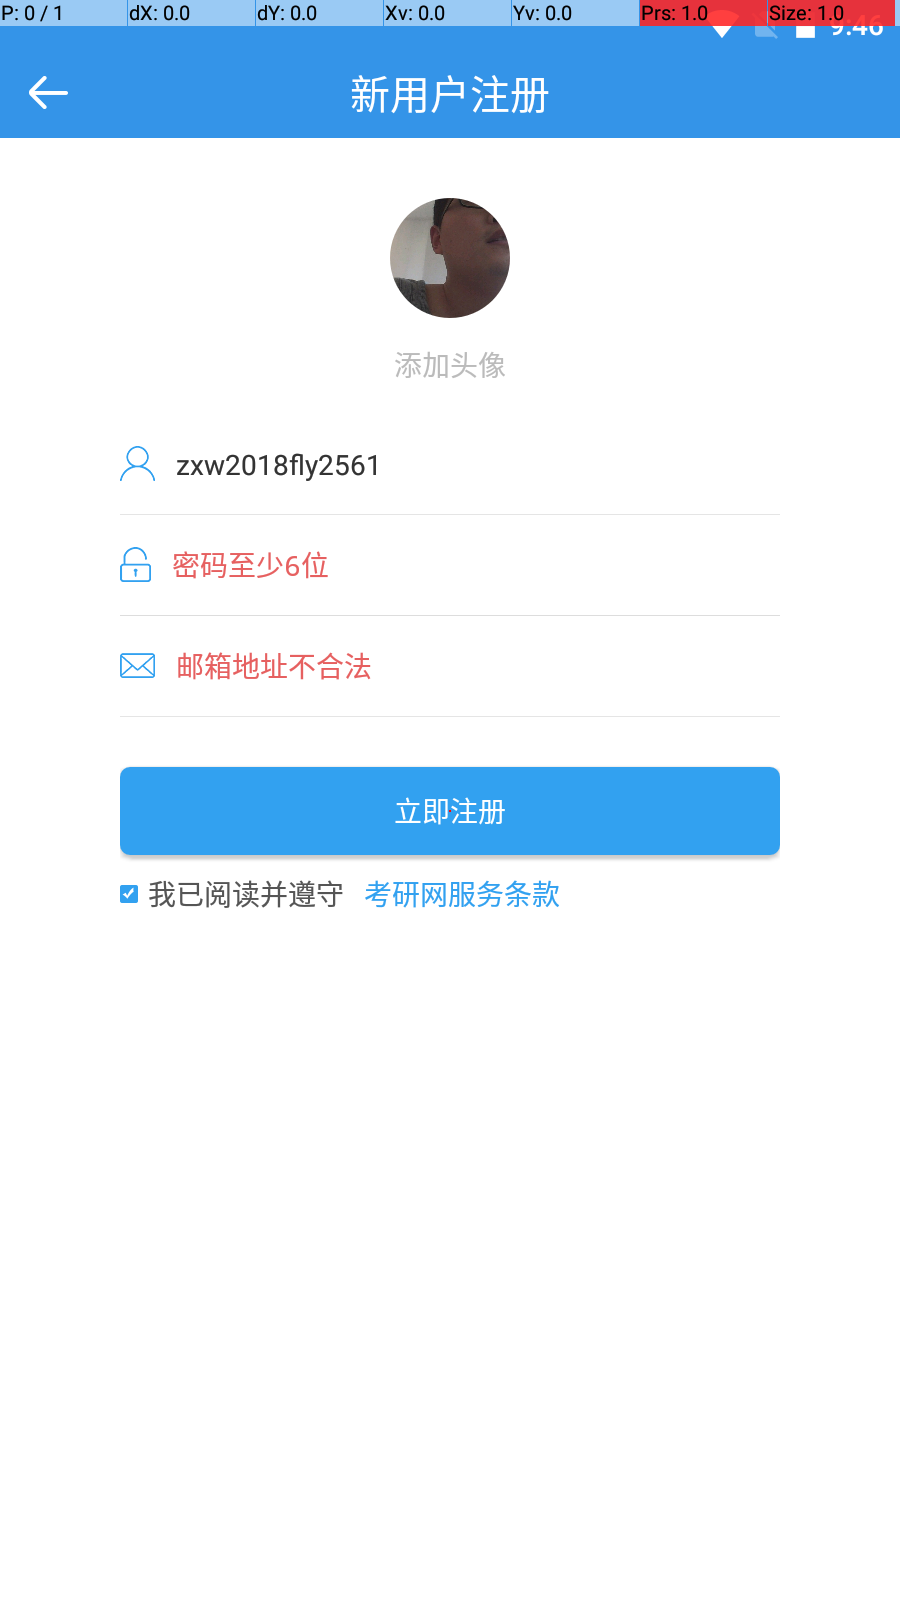 P: 0 / 1 dX: 0.0 dY: 0.0 Xv: 0.0 Yv: 0.0 Prs: 1.0 Size: 1.0
9:46
新用户注册
添加头像
zxw2018fly2561
密码至少6位
邮箱地址不合法
立即注册
我已阅读并遵守 考研网服务条款